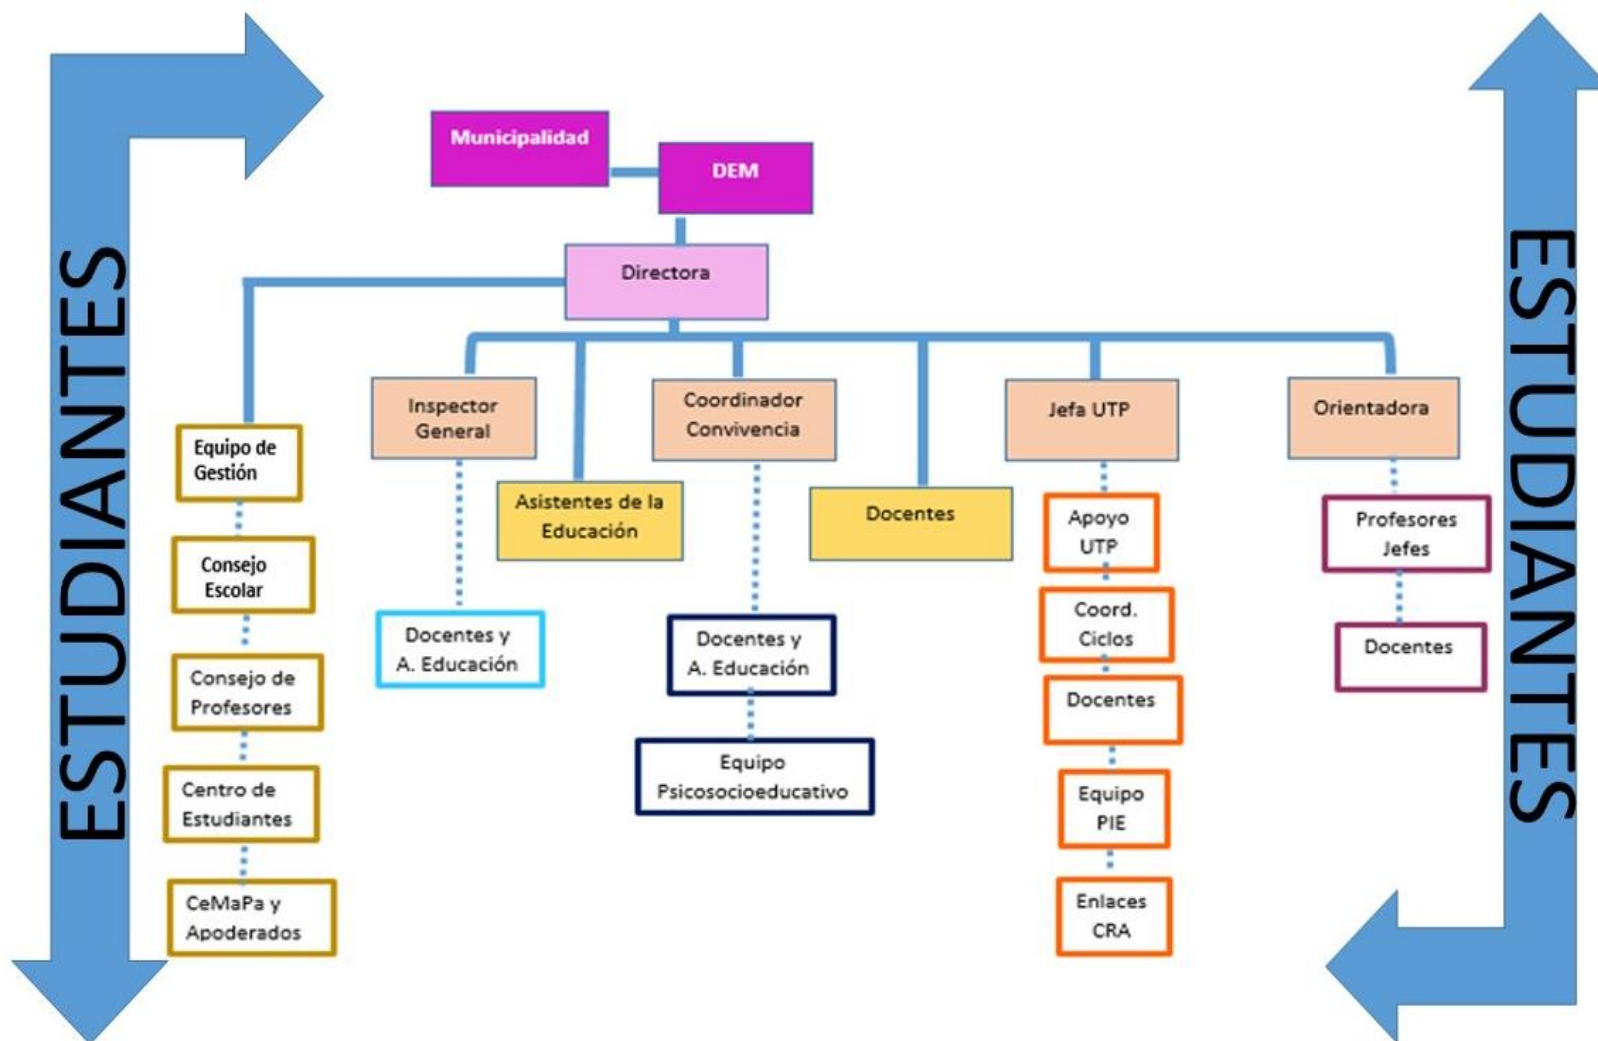 ESTUDIANTES
Municipalidad
DEM
Directora
Inspector
General
Coordinador
Convivencia
Jefa UTP
Orientadora
Equipo de
Gestión
Asistentes de la
Educación
Docentes
Apoyo
UTP
Profesores
Jefes
Consejo
Escolar
Docentes y
A. Educación
Docentes y
A. Educación
Coord.
Ciclos
Docentes
Consejo de
Profesores
Docentes
Equipo
Psicosocioeducativo
Centro de
Estudiantes
Equipo
PIE
CeMaPa y
Apoderados
Enlaces
CRA
ESTUDIANTES